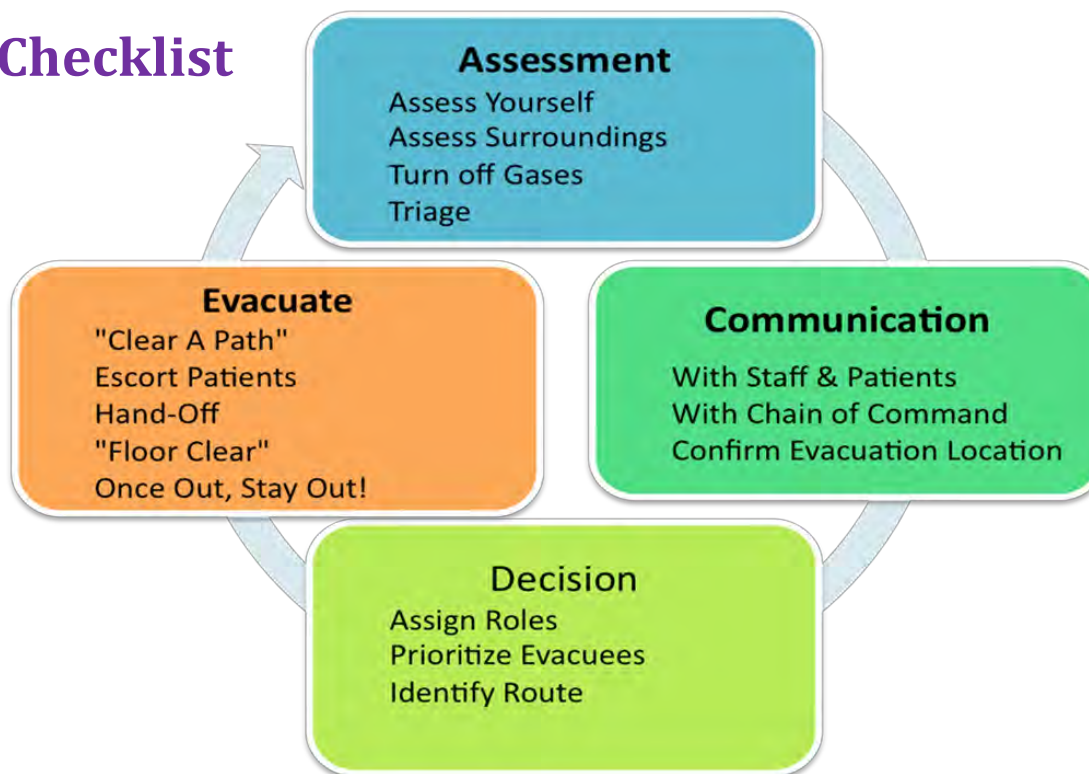 Checklist
Assessment
Assess Yourself
Assess Surroundings
Turn off Gases
Triage
Communication
With Staff & Patients
With Chain of Command
Confirm Evacuation Location
Decision
Assign Roles
Prioritize Evacuees
Identify Route
Evacuate
"Clear A Path"
Escort Patients
Hand-Off
"Floor Clear"
Once Out, Stay Out!